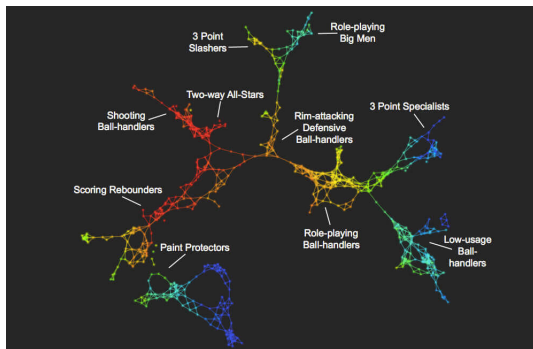 Role-playing
Big Men
3 Point
Slashers
Two-way All-Stars
3 Point Specialists
Shooting
Ball-handlers
Rim-attacking
Defensive
Ball-handlers
Scoring Rebounders
Role-playing
Ball-handlers
Paint Protectors
Low-usage
Ball-
handlers